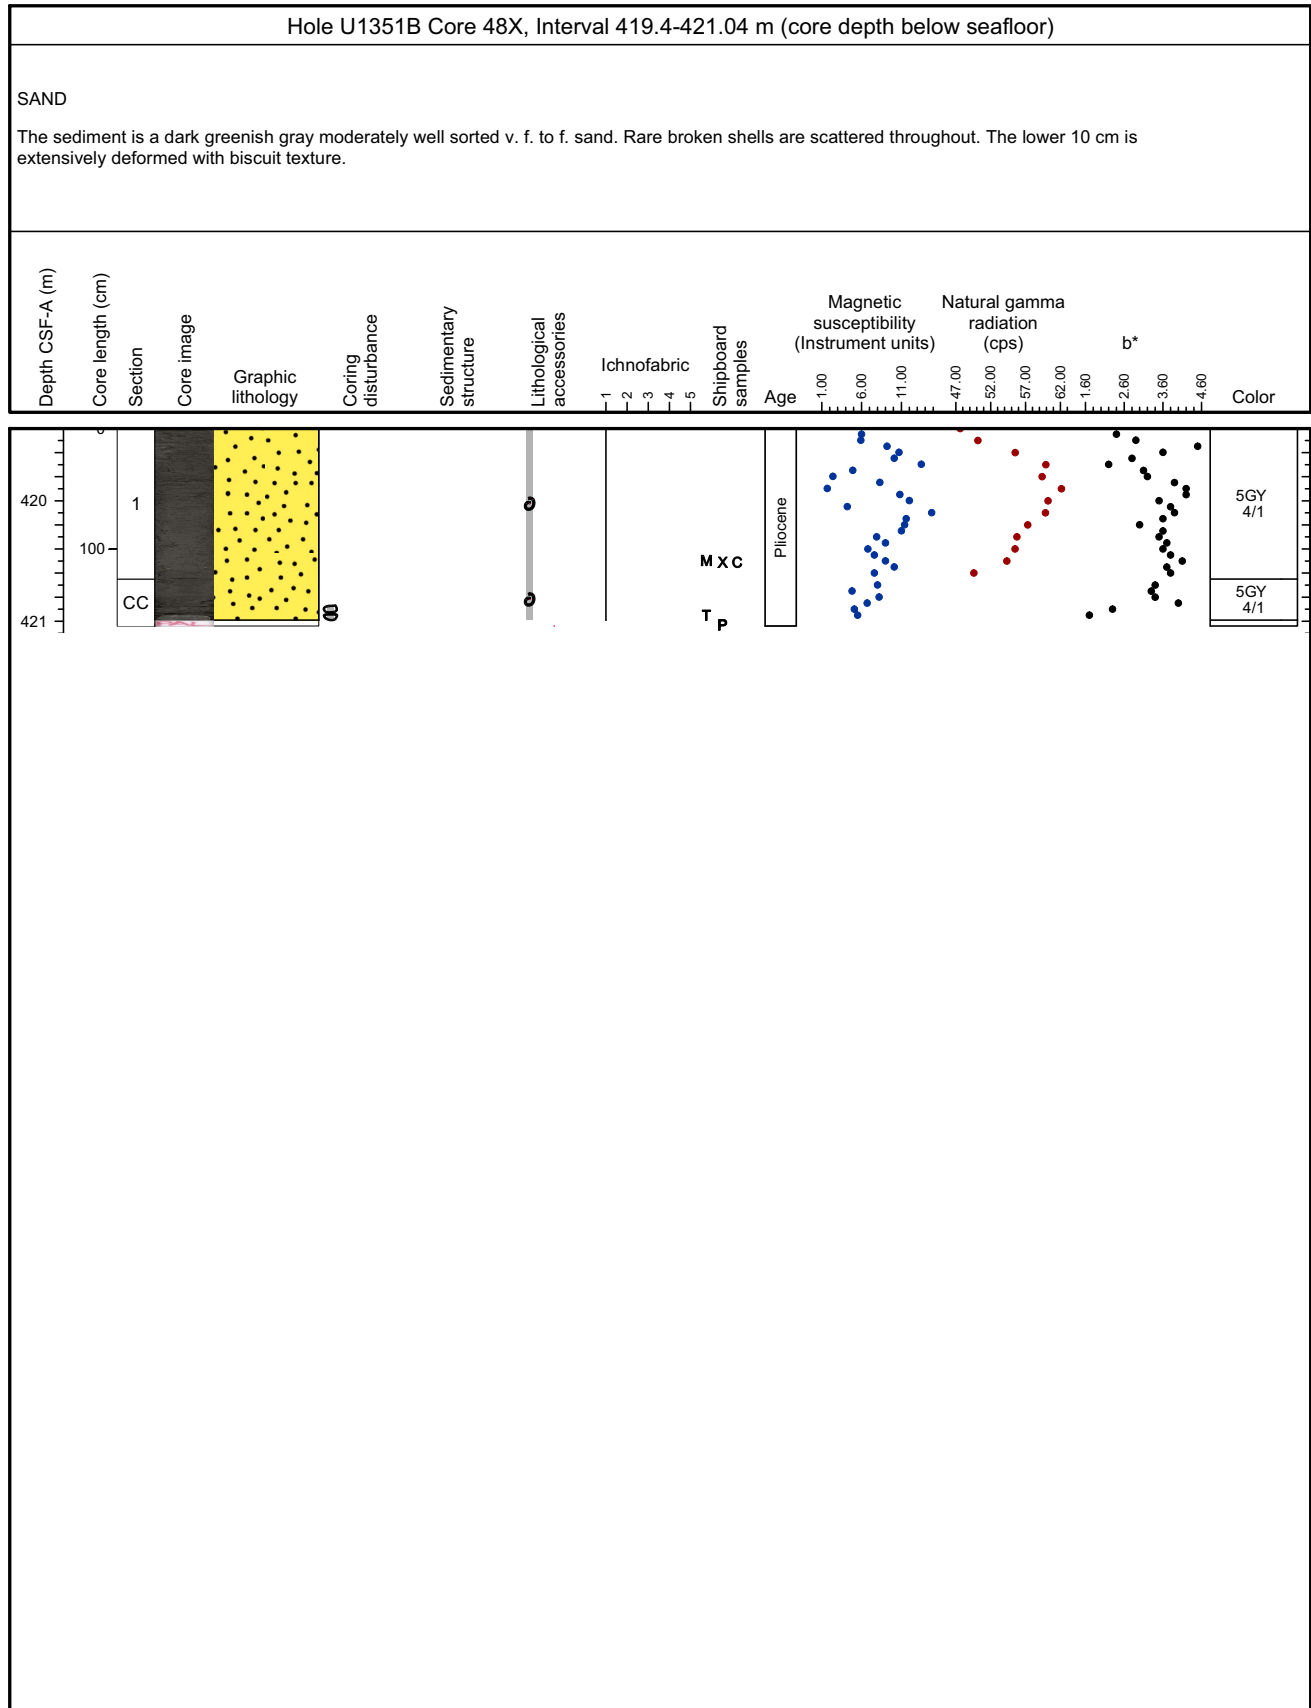 Hole U1351B Core 48X, Interval 419.4-421.04 m (core depth below seafloor)
SAND
The sediment is a dark greenish gray moderately well sorted v. f. to f. sand. Rare broken shells are scattered throughout. The lower 10 cm is
extensively deformed with biscuit texture.
Depth CSF-A (m)
Core length (cm)
Section
Core image
Graphic
lithology
Coring
disturbance
Sedimentary
structure
Lithological
accessories
Ichnofabric
1 2 3 4 5
Shipboard
samples
Age
Magnetic
susceptibility
(Instrument units)
1.00 6.00 11.00
Natural gamma
radiation
(cps)
47.00 52.00 57.00 62.00
b*
1.60 2.60 3.60 4.60
Color
0
420
1
Pliocene
5GY
4/1
100
M X C
CC
5GY
4/1
421
T
P